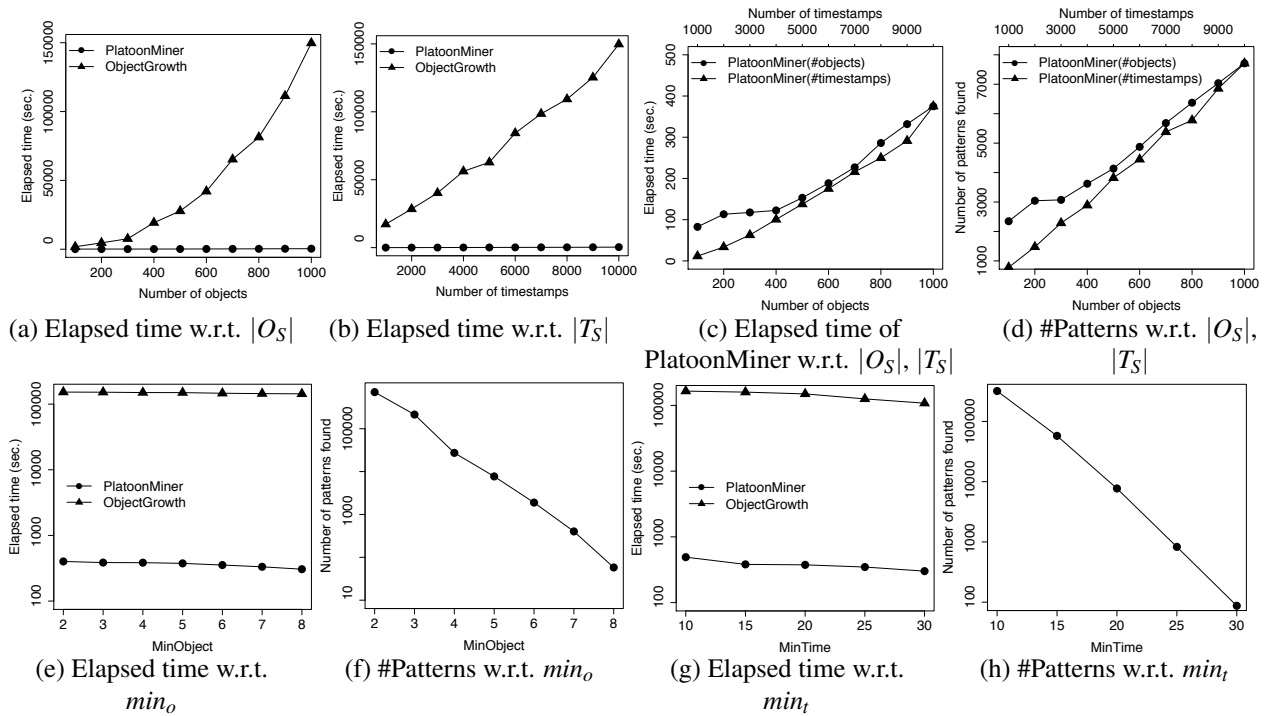 Elapsed time (sec.)
0 50000 100000 150000
PlatoonMiner
ObjectGrowth
200 400 600 800 1000
Number of objects
(a) Elapsed time w.r.t. |O_S|
Elapsed time (sec.)
0 50000 100000 150000
PlatoonMiner
ObjectGrowth
2000 4000 6000 8000 10000
Number of timestamps
(b) Elapsed time w.r.t. |T_S|
Number of timestamps
1000 3000 5000 7000 9000
Elapsed time (sec.)
0 100 200 300 400 500
PlatoonMiner(#objects)
PlatoonMiner(#timestamps)
200 400 600 800 1000
Number of objects
(c) Elapsed time of
PlatoonMiner w.r.t. |O_S|, |T_S|
Number of timestamps
1000 3000 5000 7000 9000
Number of patterns found
1000 3000 5000 7000
PlatoonMiner(#objects)
PlatoonMiner(#timestamps)
200 400 600 800 1000
Number of objects
(d) #Patterns w.r.t. |O_S|,
|T_S|
Elapsed time (sec.)
100 1000 10000 100000
PlatoonMiner
ObjectGrowth
2 3 4 5 6 7 8
MinObject
(e) Elapsed time w.r.t.
min_o
Number of patterns found
10 1000 100000
2 3 4 5 6 7 8
MinObject
(f) #Patterns w.r.t. min_o
Elapsed time (sec.)
100 1000 10000 100000
PlatoonMiner
ObjectGrowth
10 15 20 25 30
MinTime
(g) Elapsed time w.r.t.
min_t
Number of patterns found
100 1000 10000 100000
10 15 20 25 30
MinTime
(h) #Patterns w.r.t. min_t